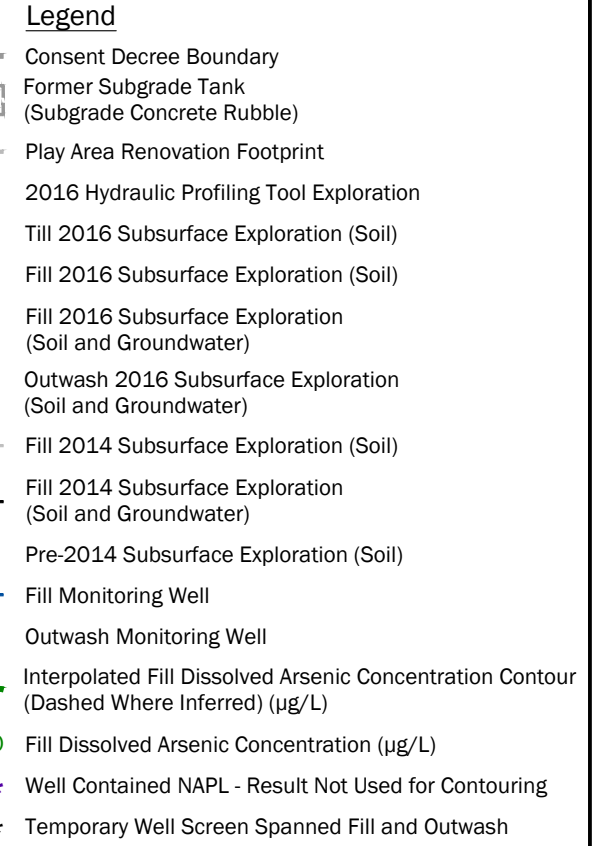 Legend
Consent Decree Boundary
Former Subgrade Tank
(Subgrade Concrete Rubble)
Play Area Renovation Footprint
2016 Hydraulic Profiling Tool Exploration
Till 2016 Subsurface Exploration (Soil)
Fill 2016 Subsurface Exploration (Soil)
Fill 2016 Subsurface Exploration
(Soil and Groundwater)
Outwash 2016 Subsurface Exploration
(Soil and Groundwater)
Fill 2014 Subsurface Exploration (Soil)
Fill 2014 Subsurface Exploration
(Soil and Groundwater)
Pre-2014 Subsurface Exploration (Soil)
Fill Monitoring Well
Outwash Monitoring Well
Interpolated Fill Dissolved Arsenic Concentration Contour
(Dashed Where Inferred) (µg/L)
Fill Dissolved Arsenic Concentration (µg/L)
Well Contained NAPL - Result Not Used for Contouring
Temporary Well Screen Spanned Fill and Outwash